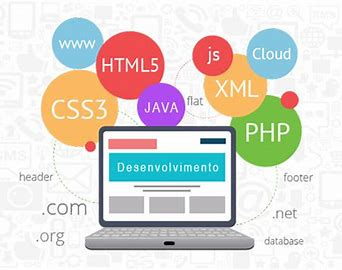 www
HTML5
js
Cloud
CSS3
JAVA
flat
XML
PHP
Desenvolvimento
header
footer
.com
.net
.org
database